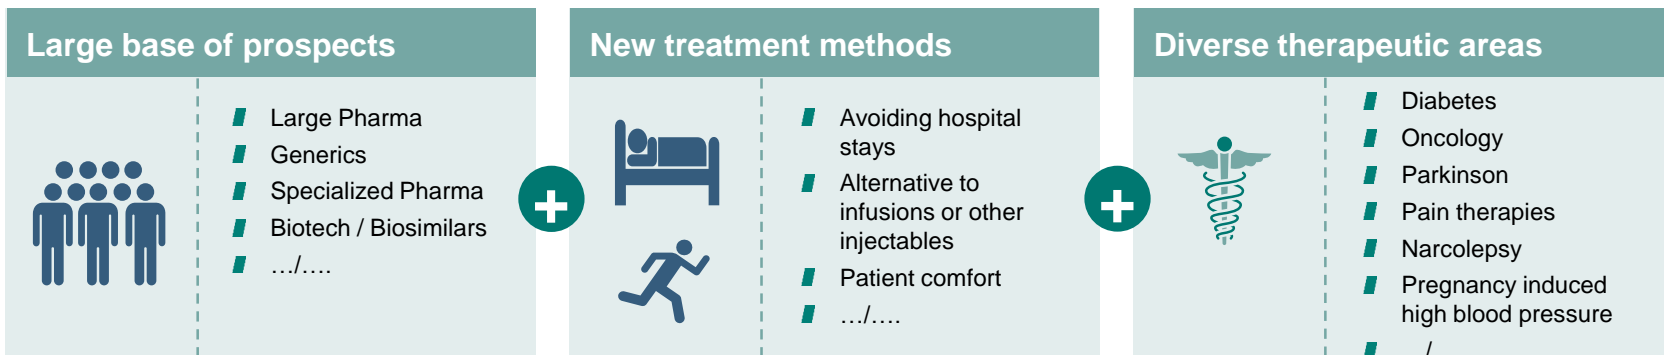 Large base of prospects
Large Pharma
Generics
Specialized Pharma
Biotech / Biosimilars
…/….
+
New treatment methods
Avoiding hospital
stays
Alternative to
infusions or other
injectables
Patient comfort
…/….
+
Diverse therapeutic areas
Diabetes
Oncology
Parkinson
Pain therapies
Narcolepsy
Pregnancy induced
high blood pressure